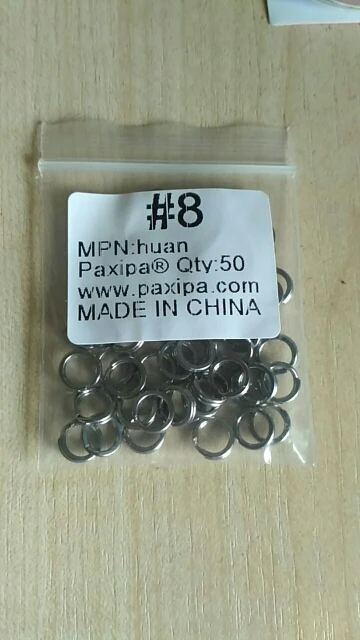 #8
MPN:huan
Paxipa® Qty:50
www.paxipa.com
MADE IN CHINA